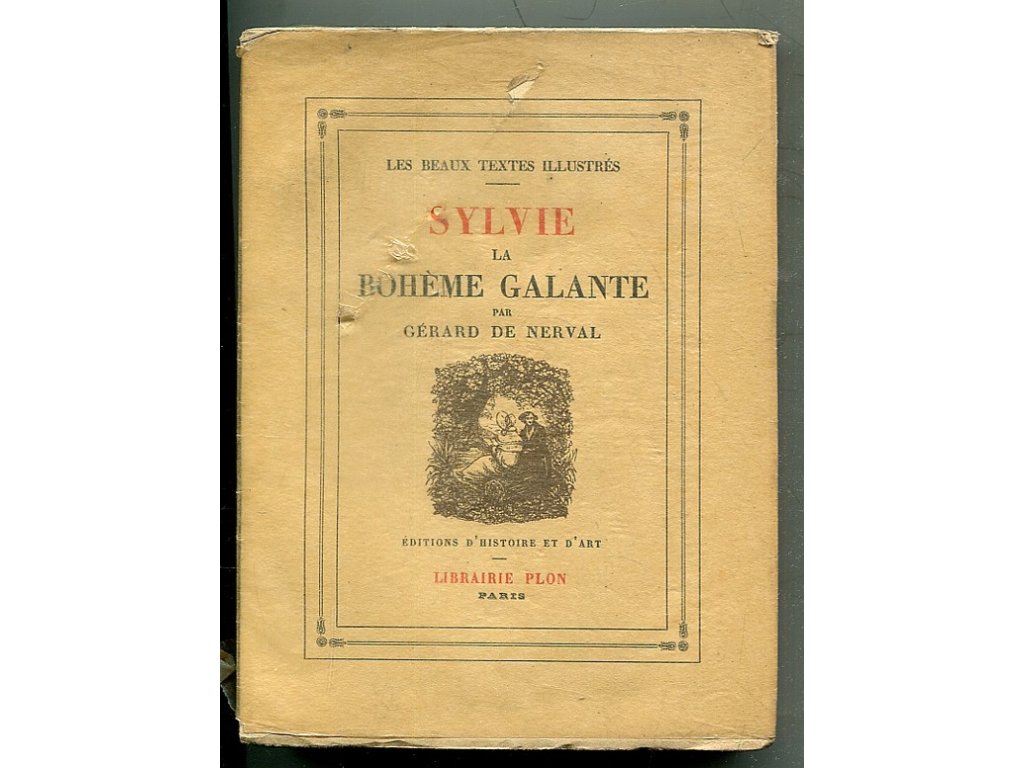 LES BEAUX TEXTES ILLUSTRÉS
SYLVIE
LA
BOHÈME GALANTE
PAR
GÉRARD DE NERVAL
ÉDITIONS D'HISTOIRE ET D'ART
LIBRAIRIE PLON
PARIS